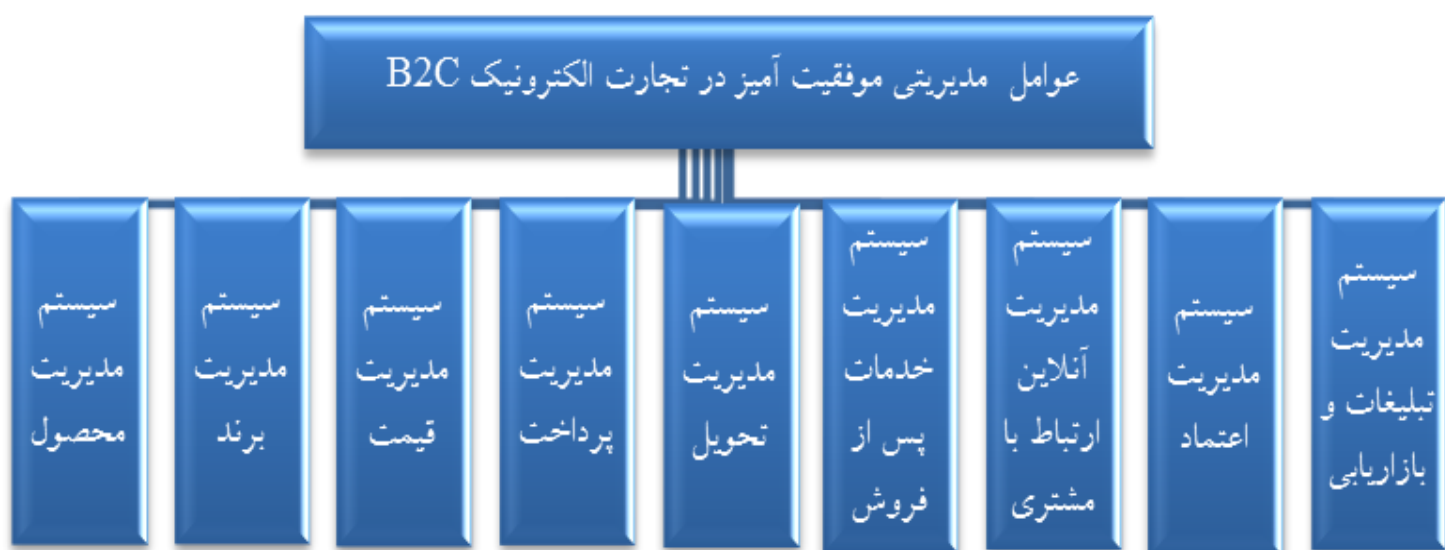 عوامل مدیریتی موفقیت آمیز در تجارت الکترونیک B2C
سیستم
مدیریت
تبلیغات و
بازاریابی
سیستم
مدیریت
اعتماد
سیستم
مدیریت
آنلاین
ارتباط با
مشتری
سیستم
مدیریت
خدمات
پس از
فروش
سیستم
مدیریت
تحویل
سیستم
مدیریت
پرداخت
سیستم
مدیریت
قیمت
سیستم
مدیریت
برند
سیستم
مدیریت
محصول